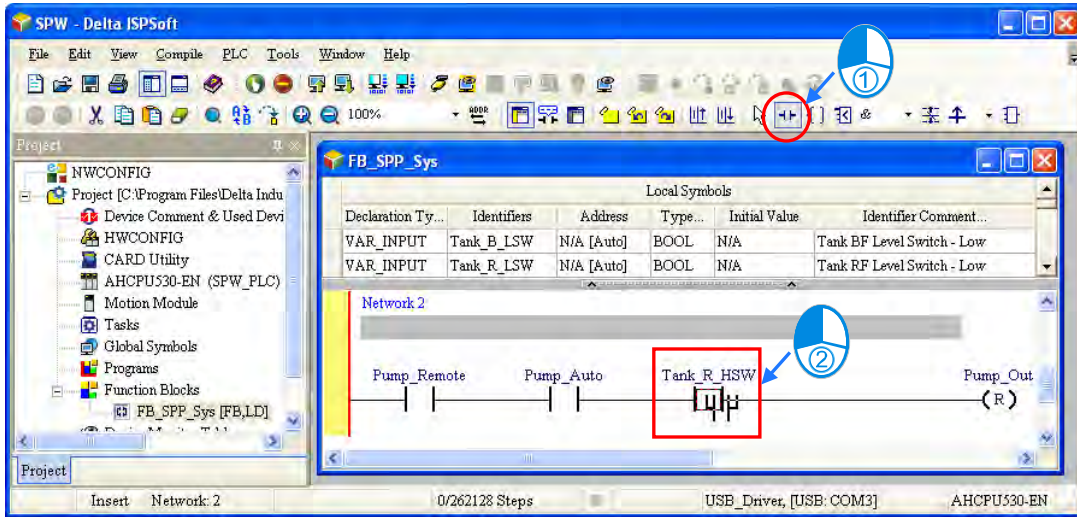 SPW - Delta ISPSoft
File Edit View Compile PLC Tools Window Help
①
100%
Project
NWCONFIG
Project [C:\Program Files\Delta Indu
Device Comment & Used Devi
HWCONFIG
CARD Utility
AHCPU530-EN (SPW_PLC)
Motion Module
Tasks
Global Symbols
Programs
Function Blocks
FB_SPP_Sys [FB,LD]
Project
FB_SPP_Sys
Local Symbols
Declaration Ty... Identifiers Address Type... Initial Value Identifier Comment...
VAR_INPUT Tank_B_LSW N/A [Auto] BOOL N/A Tank BF Level Switch - Low
VAR_INPUT Tank_R_LSW N/A [Auto] BOOL N/A Tank RF Level Switch - Low
Network 2
②
Pump_Remote Pump_Auto Tank_R_HSW Pump_Out
(R)
Insert Network: 2 0/262128 Steps USB_Driver, [USB: COM3] AHCPU530-EN